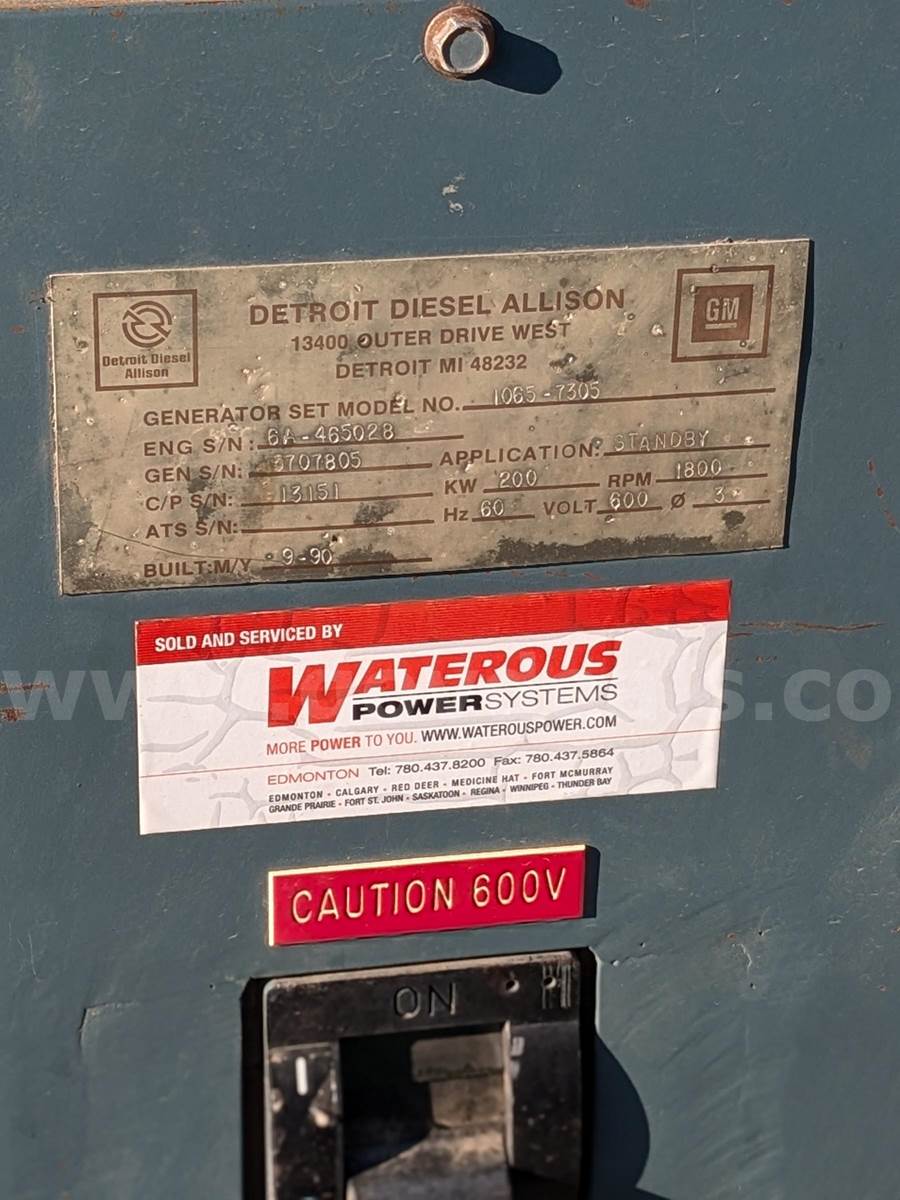 Detroit Diesel
Allison
DETROIT DIESEL ALLISON
13400 OUTER DRIVE WEST
DETROIT MI 48232
GM
GENERATOR SET MODEL NO. 1065-7305
ENG S/N: 6A-465028
GEN S/N: 3707805 APPLICATION: STANDBY
C/P S/N: 13151 KW 200 RPM 1800
ATS S/N: Hz 60 VOLT 600 Ø 3
BUILT: M/Y 9-90
SOLD AND SERVICED BY
WATEROUS
POWERSYSTEMS
MORE POWER TO YOU. WWW.WATEROUSPOWER.COM
EDMONTON Tel: 780.437.8200 Fax: 780.437.5864
EDMONTON - CALGARY - RED DEER - MEDICINE HAT - FORT MCMURRAY
GRANDE PRAIRIE - FORT ST. JOHN - SASKATOON - REGINA - WINNIPEG - THUNDER BAY
CAUTION 600V
ON